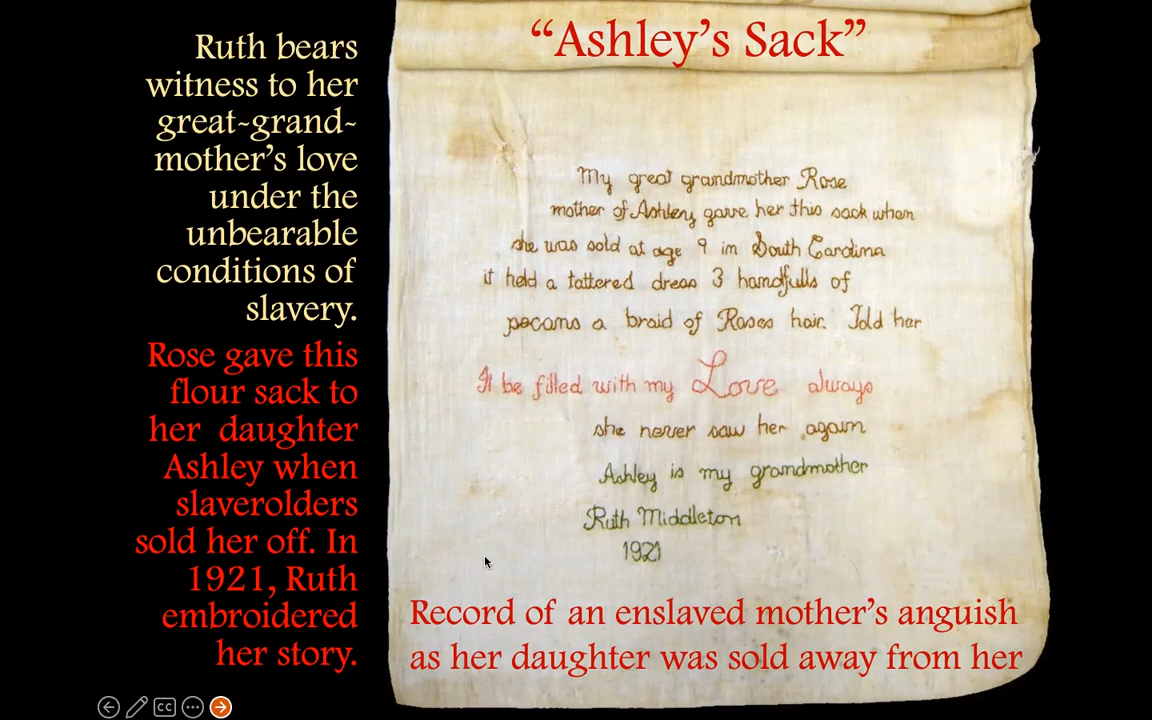 Ruth bears
witness to her
great-grand-
mother's love
under the
unbearable
conditions of
slavery.
Rose gave this
flour sack to
her daughter
Ashley when
slaverolders
sold her off. In
1921, Ruth
embroidered
her story.
“Ashley’s Sack”
My great grandmother Rose
mother of Ashley gave her this sack when
she was sold at age 9 in South Carolina
it held a tattered dress 3 handfulls of
pecans a braid of Roses hair. Told her
It be filled with my Love always
she never saw her again
Ashley is my grandmother
Ruth Middleton
1921
Record of an enslaved mother’s anguish
as her daughter was sold away from her
CC